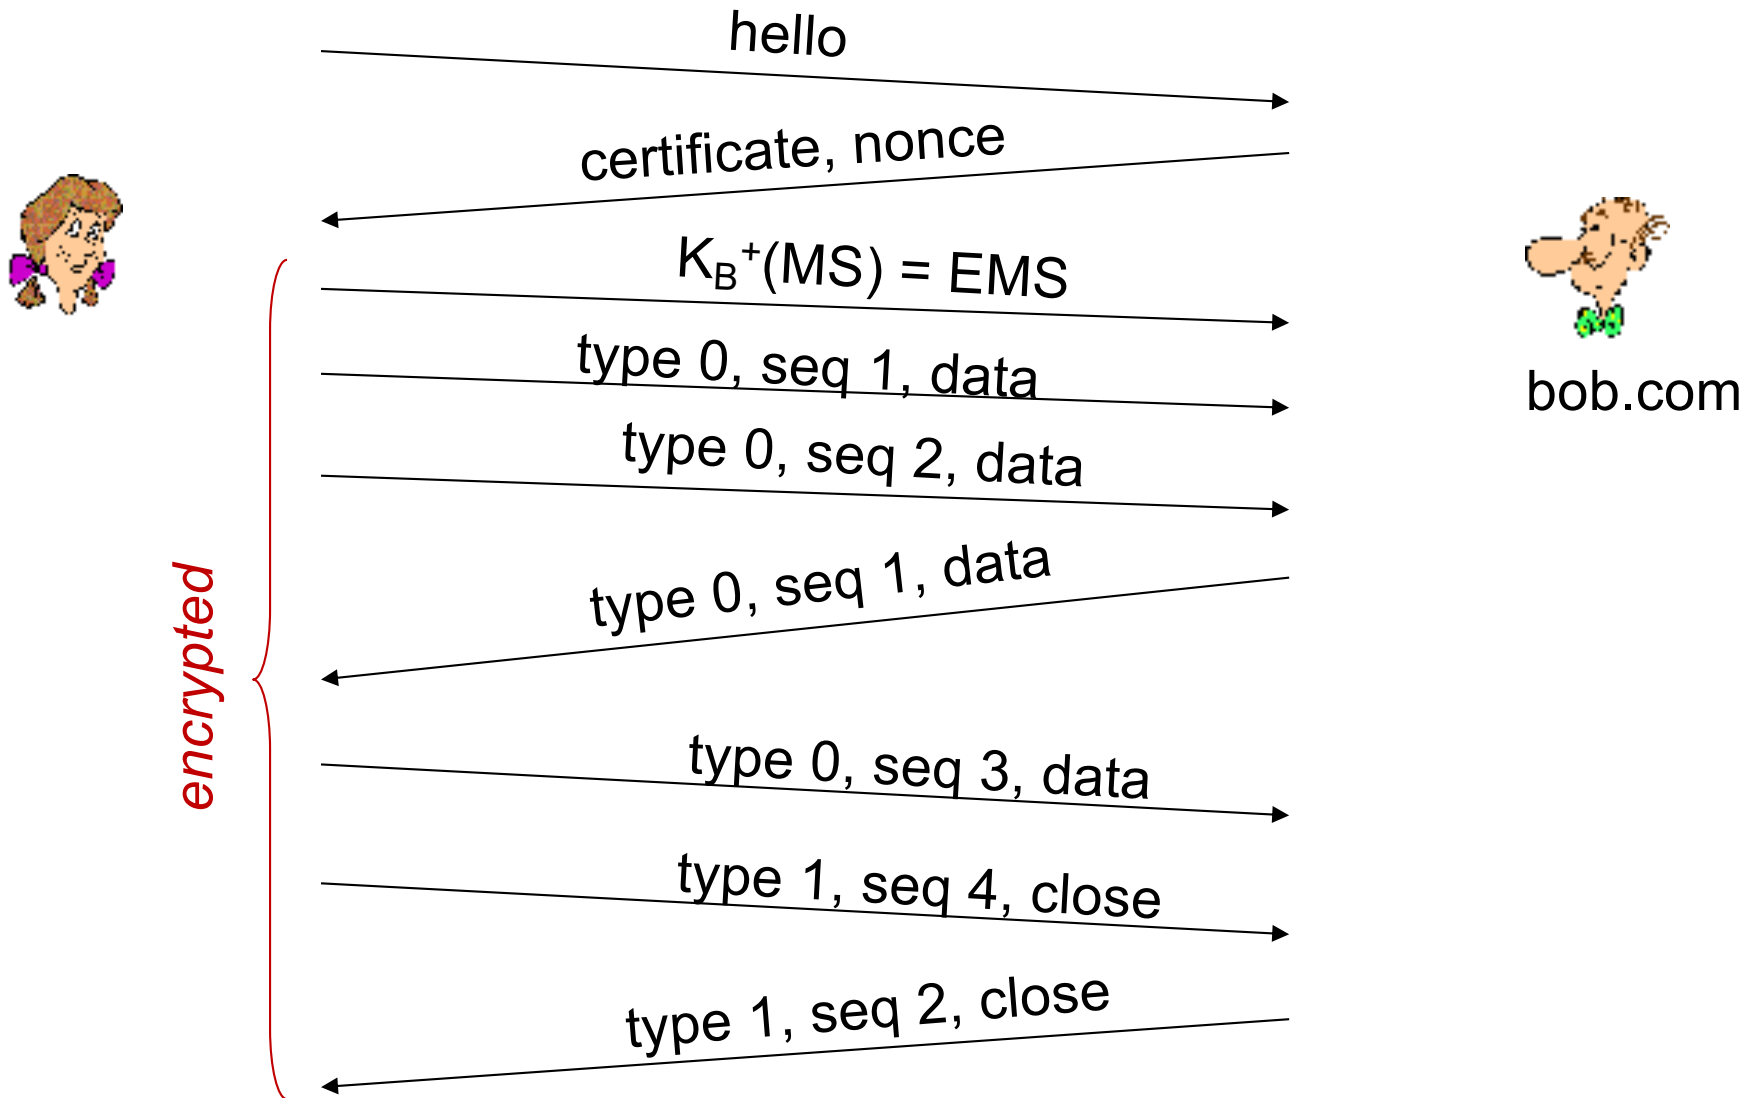 hello
certificate, nonce
K_B⁺(MS) = EMS
type 0, seq 1, data
bob.com
type 0, seq 2, data
type 0, seq 1, data
encrypted
type 0, seq 3, data
type 1, seq 4, close
type 1, seq 2, close